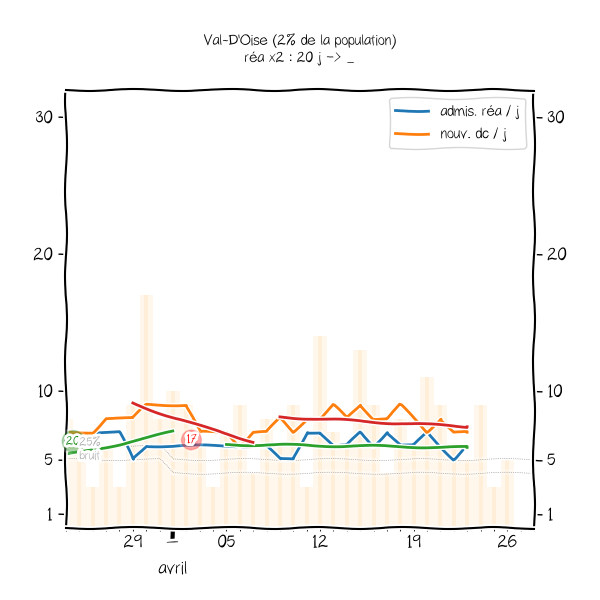 Val-D'Oise (2% de la population)
réa x2 : 20 j -> _
admis. réa / j
nouv. dc / j
30 30
20 20
10 10
5 5
1 1
20 25%
bruit
17
29 05 12 19 26
avril